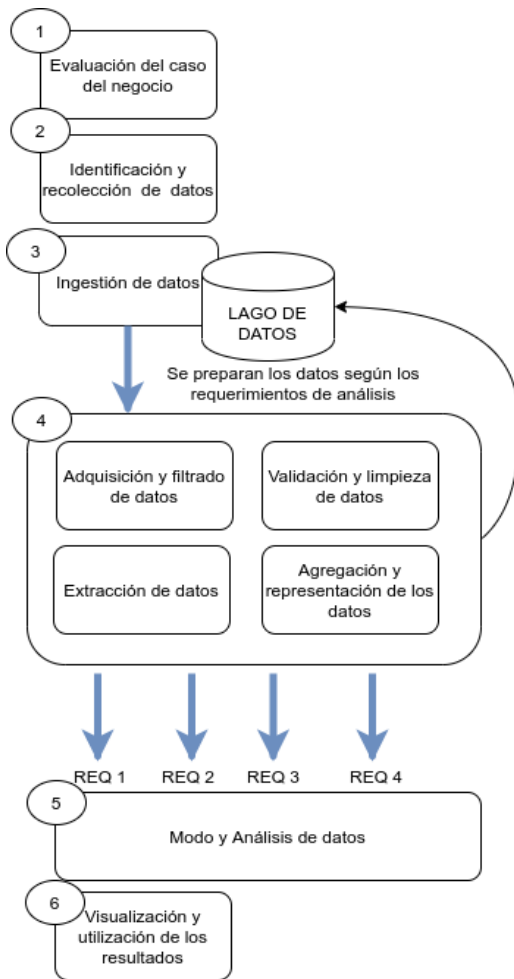 1
Evaluación del caso
del negocio
2
Identificación y
recolección de datos
3
Ingestión de datos
LAGO DE
DATOS
Se preparan los datos según los
requerimientos de análisis
4
Adquisición y filtrado
de datos
Validación y limpieza
de datos
Extracción de datos
Agregación y
representación de los
datos
REQ 1 REQ 2 REQ 3 REQ 4
5
Modo y Análisis de datos
6
Visualización y
utilización de los
resultados